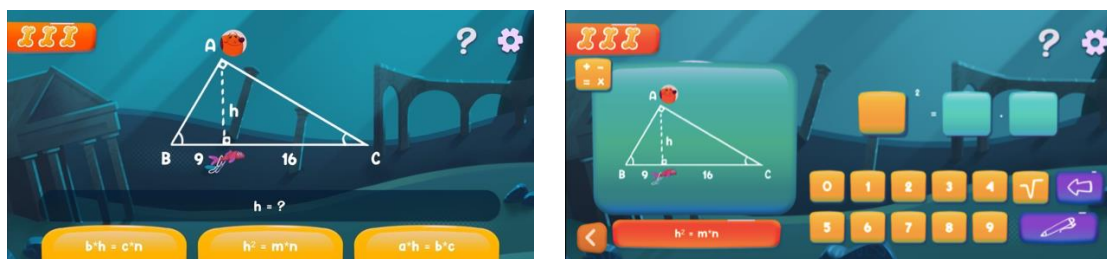 A
?
h
B 9 16 C
h = ?
b*h = c*n
h² = m*n
a*h = b*c
?
+ -
= x
A
h
B 9 16 C
² = .
0 1 2 3 4 √
5 6 7 8 9
h² = m*n